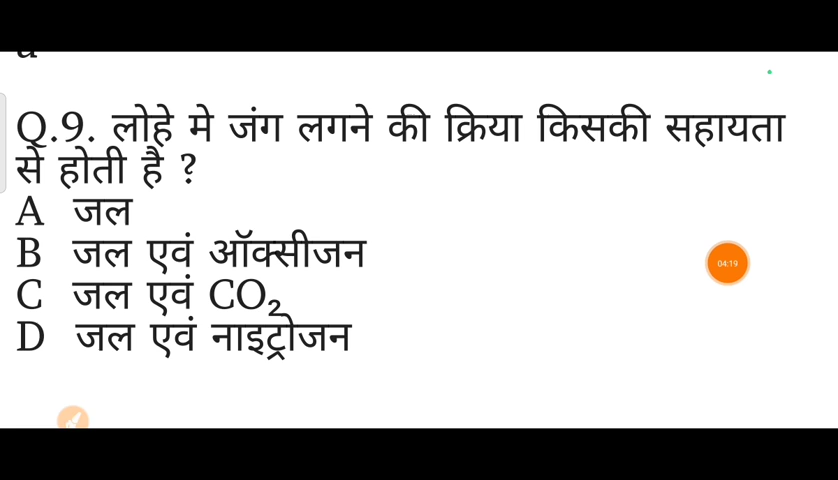 Q.9. लोहे मे जंग लगने की क्रिया किसकी सहायता
से होती है ?
A जल
B जल एवं ऑक्सीजन
C जल एवं CO₂
D जल एवं नाइट्रोजन
04:19